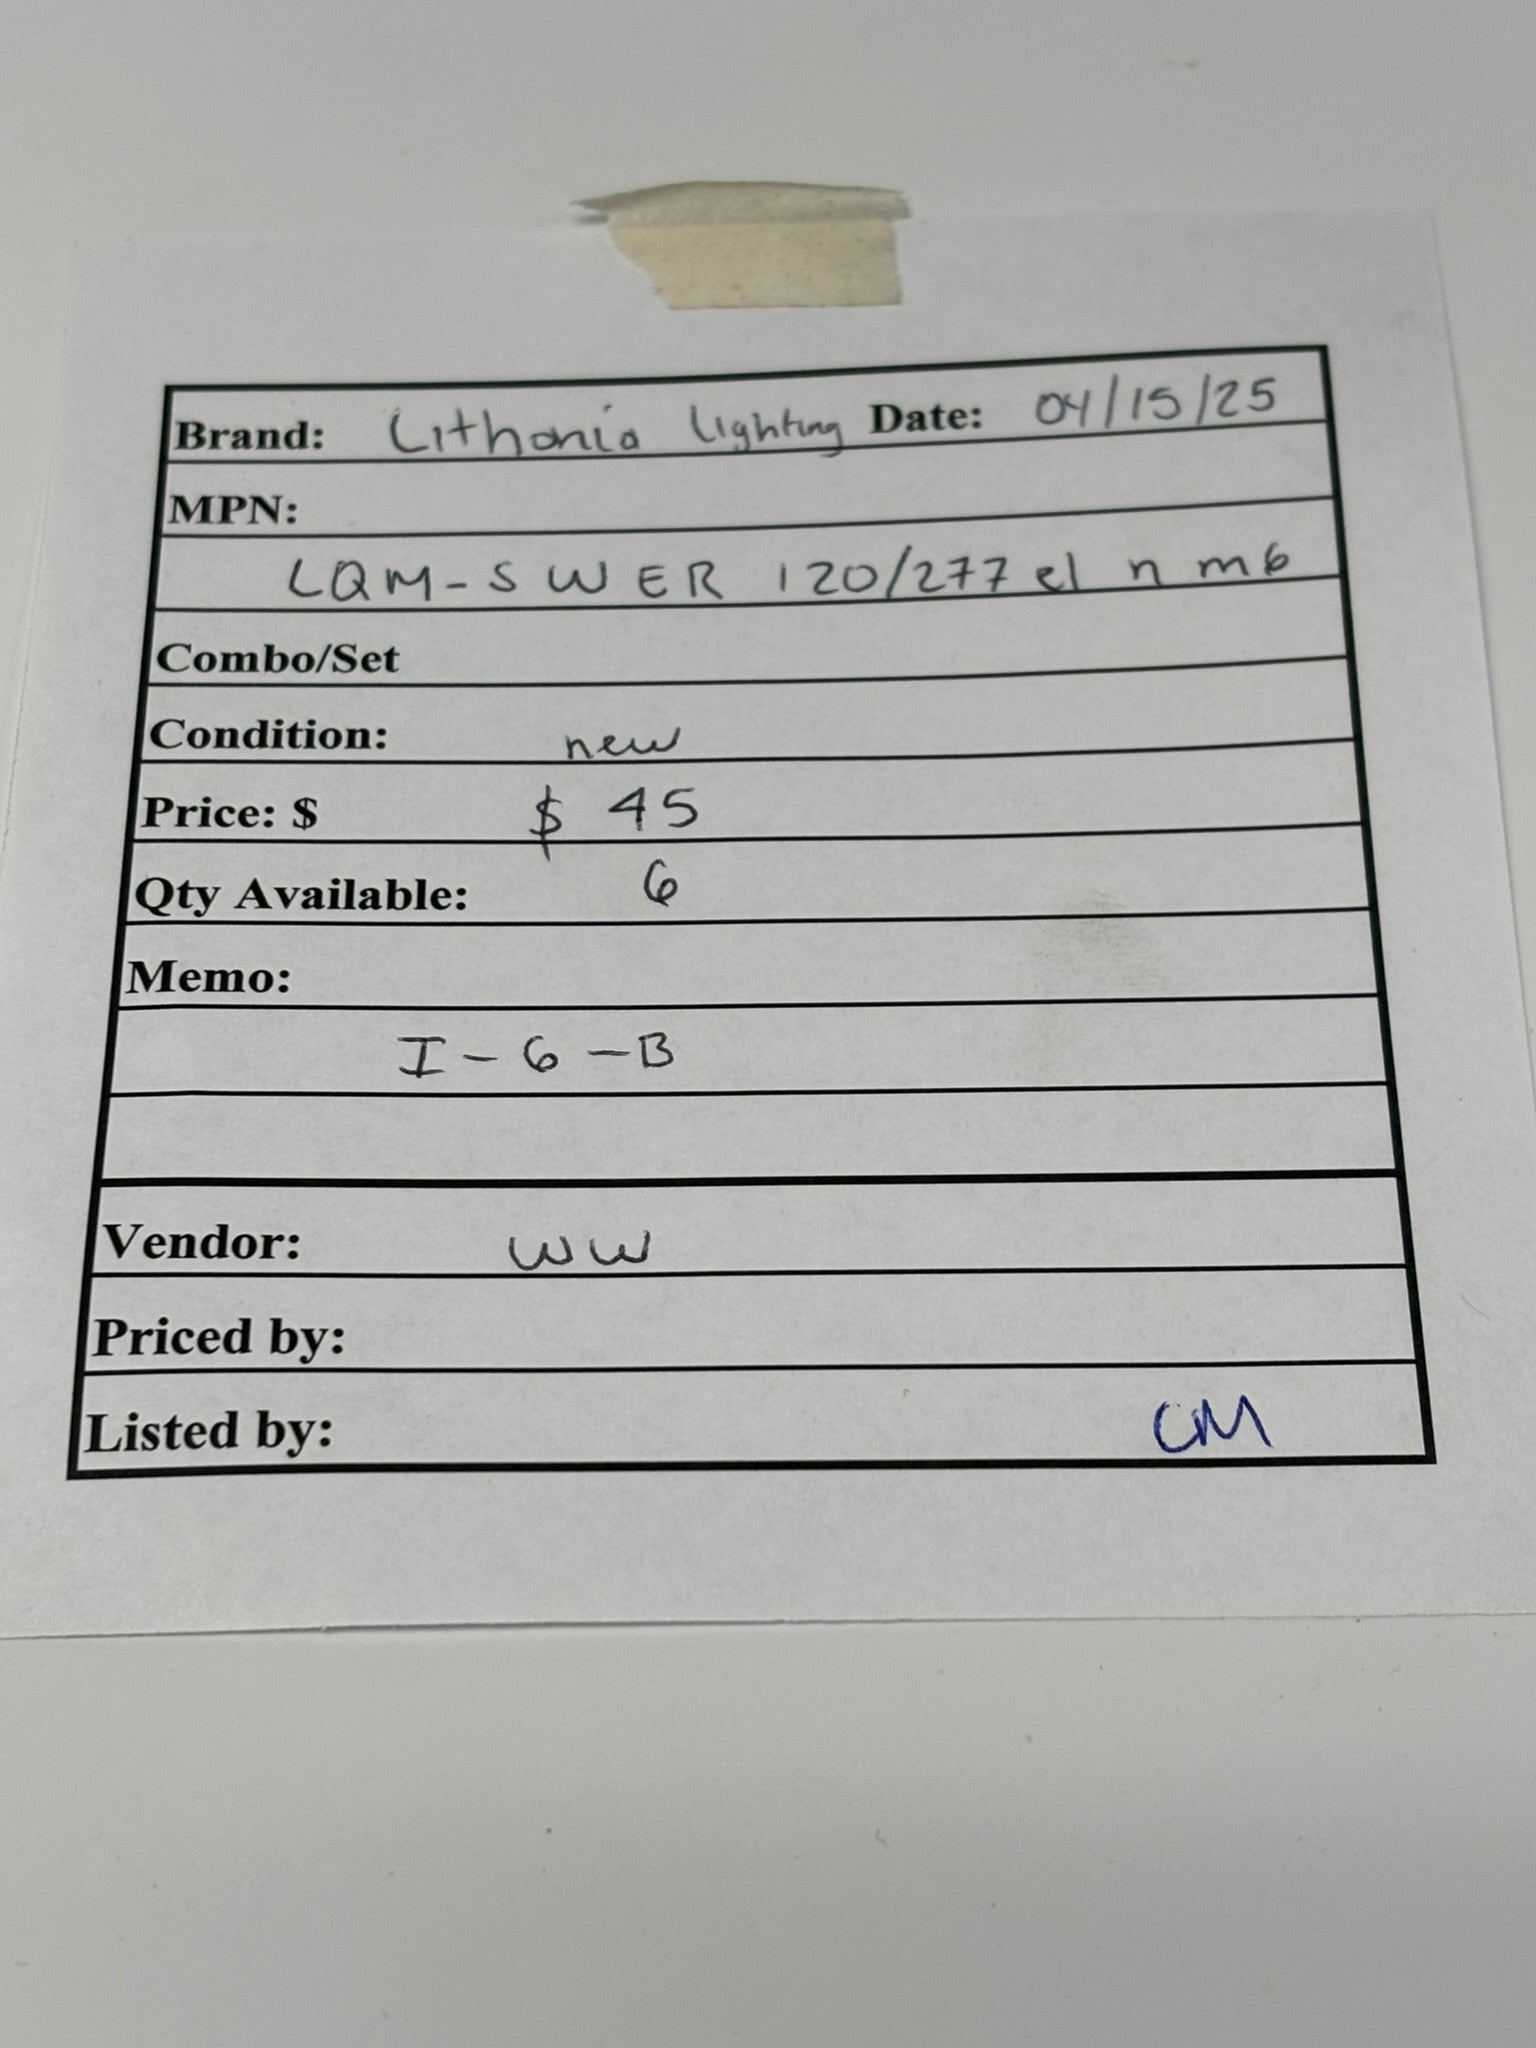 Brand: Lithonia Lighting Date: 04/15/25
MPN:
LQM-SWER 120/277 el n m6
Combo/Set
Condition: new
Price: $ $ 45
Qty Available: 6
Memo:
I-6-B
Vendor: WW
Priced by:
Listed by: CM